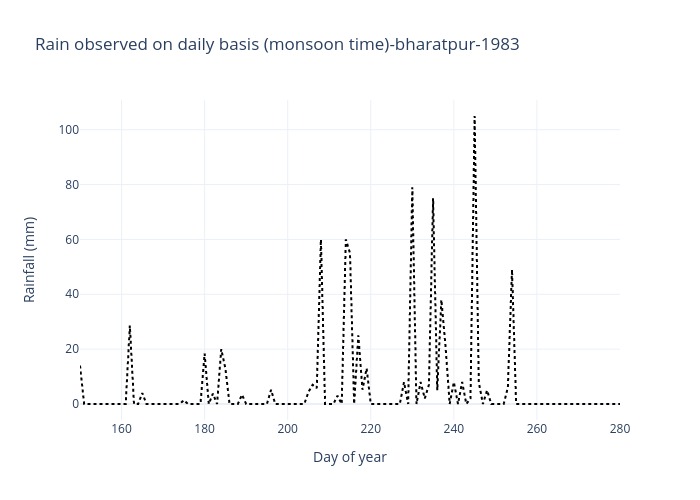 Rain observed on daily basis (monsoon time)-bharatpur-1983
100
80
60
40
20
0
Rainfall (mm)
160 180 200 220 240 260 280
Day of year